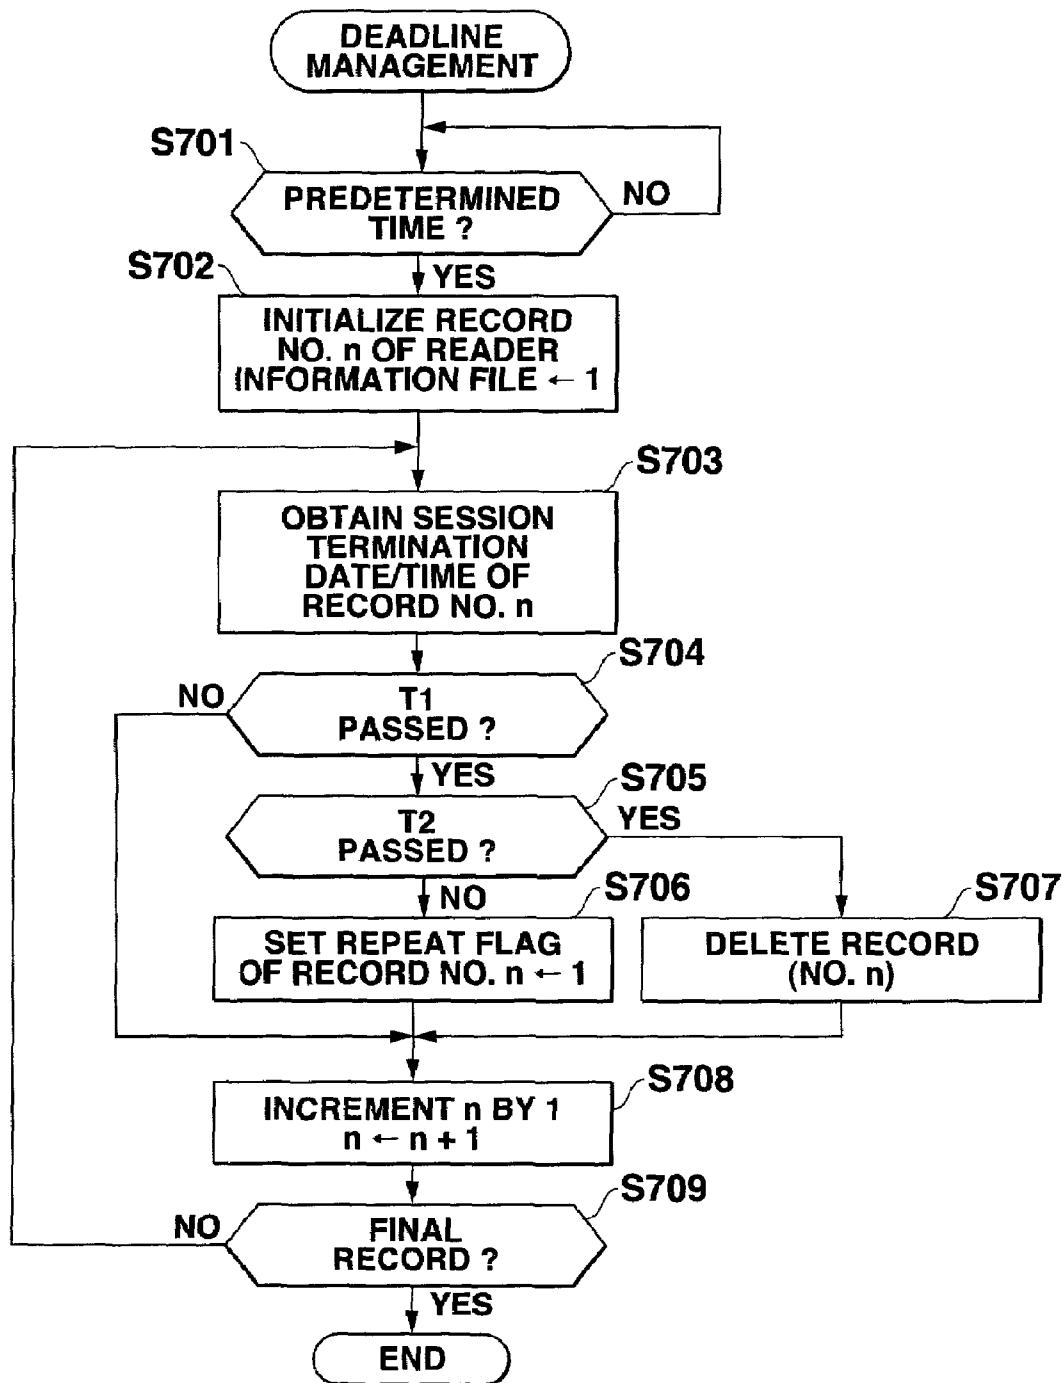 DEADLINE
MANAGEMENT
S701
PREDETERMINED
TIME ?
NO
YES
S702
INITIALIZE RECORD
NO. n OF READER
INFORMATION FILE ← 1
S703
OBTAIN SESSION
TERMINATION
DATE/TIME OF
RECORD NO. n
S704
NO
T1
PASSED ?
YES
S705
T2
PASSED ?
YES
NO
S706
SET REPEAT FLAG
OF RECORD NO. n ← 1
S707
DELETE RECORD
(NO. n)
S708
INCREMENT n BY 1
n ← n + 1
S709
NO
FINAL
RECORD ?
YES
END